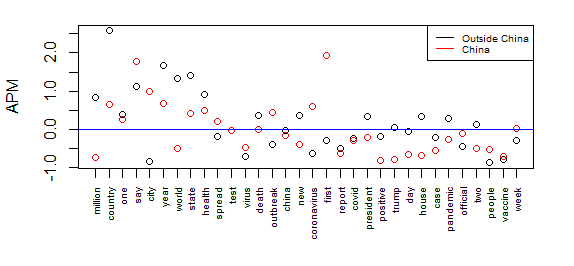 Outside China
China
APM
2.0
1.0
0.0
-1.0
million
country
one
say
city
year
world
state
health
spread
test
virus
death
outbreak
china
new
coronavirus
first
report
covid
president
positive
trump
day
house
case
pandemic
official
two
people
vaccine
week